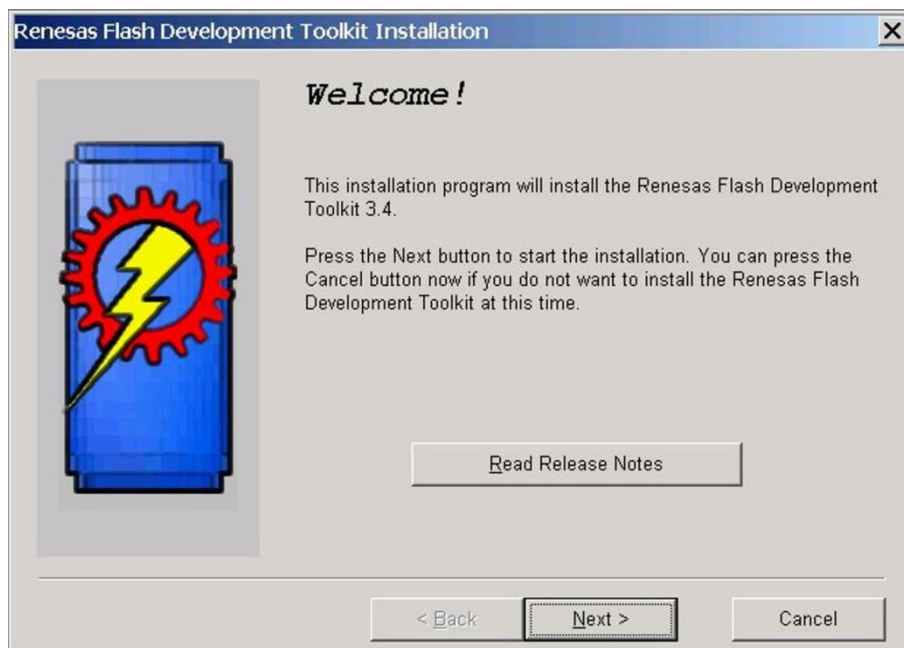 Renesas Flash Development Toolkit Installation
Welcome!
This installation program will install the Renesas Flash Development
Toolkit 3.4.
Press the Next button to start the installation. You can press the
Cancel button now if you do not want to install the Renesas Flash
Development Toolkit at this time.
Read Release Notes
< Back
Next >
Cancel